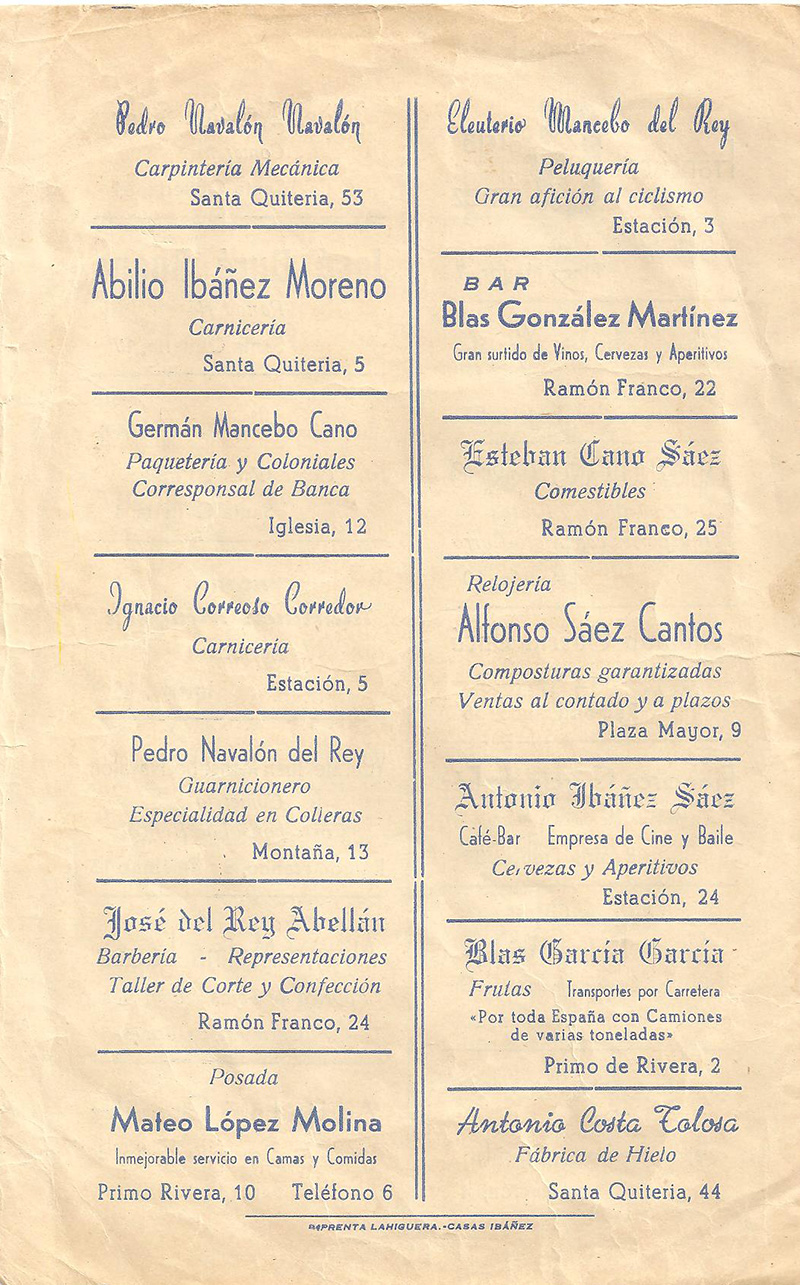 Pedro Navalón Navalón
Carpintería Mecánica
Santa Quiteria, 53
Abilio Ibáñez Moreno
Carnicería
Santa Quiteria, 5
Germán Mancebo Cano
Paquetería y Coloniales
Corresponsal de Banca
Iglesia, 12
Ignacio Correoso Corredor
Carnicería
Estación, 5
Pedro Navalón del Rey
Guarnicionero
Especialidad en Colleras
Montaña, 13
José del Rey Abellán
Barbería - Representaciones
Taller de Corte y Confección
Ramón Franco, 24
Posada
Mateo López Molina
Inmejorable servicio en Camas y Comidas
Primo Rivera, 10 Teléfono 6
Eleuterio Mancebo del Rey
Peluquería
Gran afición al ciclismo
Estación, 3
BAR
Blas González Martínez
Gran surtido de Vinos, Cervezas y Aperitivos
Ramón Franco, 22
Esteban Cano Sáez
Comestibles
Ramón Franco, 25
Relojería
Alfonso Sáez Cantos
Composturas garantizadas
Ventas al contado y a plazos
Plaza Mayor, 9
Antonio Ibáñez Sáez
Café-Bar Empresa de Cine y Baile
Cervezas y Aperitivos
Estación, 24
Blas García García
Frutas Transportes por Carretera
«Por toda España con Camiones
de varias toneladas»
Primo de Rivera, 2
Antonio Costa Tolosa
Fábrica de Hielo
Santa Quiteria, 44
IMPRENTA LAHIGUERA.-CASAS IBÁÑEZ